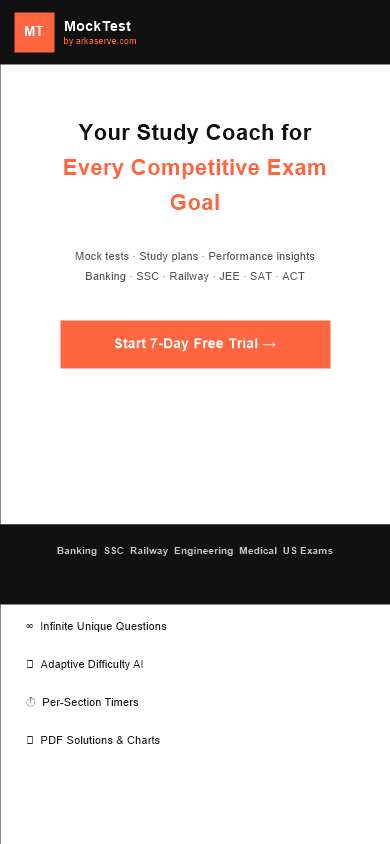 MT
MockTest
by arkaserve.com
Your Study Coach for
Every Competitive Exam
Goal
Mock tests · Study plans · Performance insights
Banking · SSC · Railway · JEE · SAT · ACT
Start 7-Day Free Trial →
Banking SSC Railway Engineering Medical US Exams
∞ Infinite Unique Questions
Adaptive Difficulty AI
⏱ Per-Section Timers
PDF Solutions & Charts